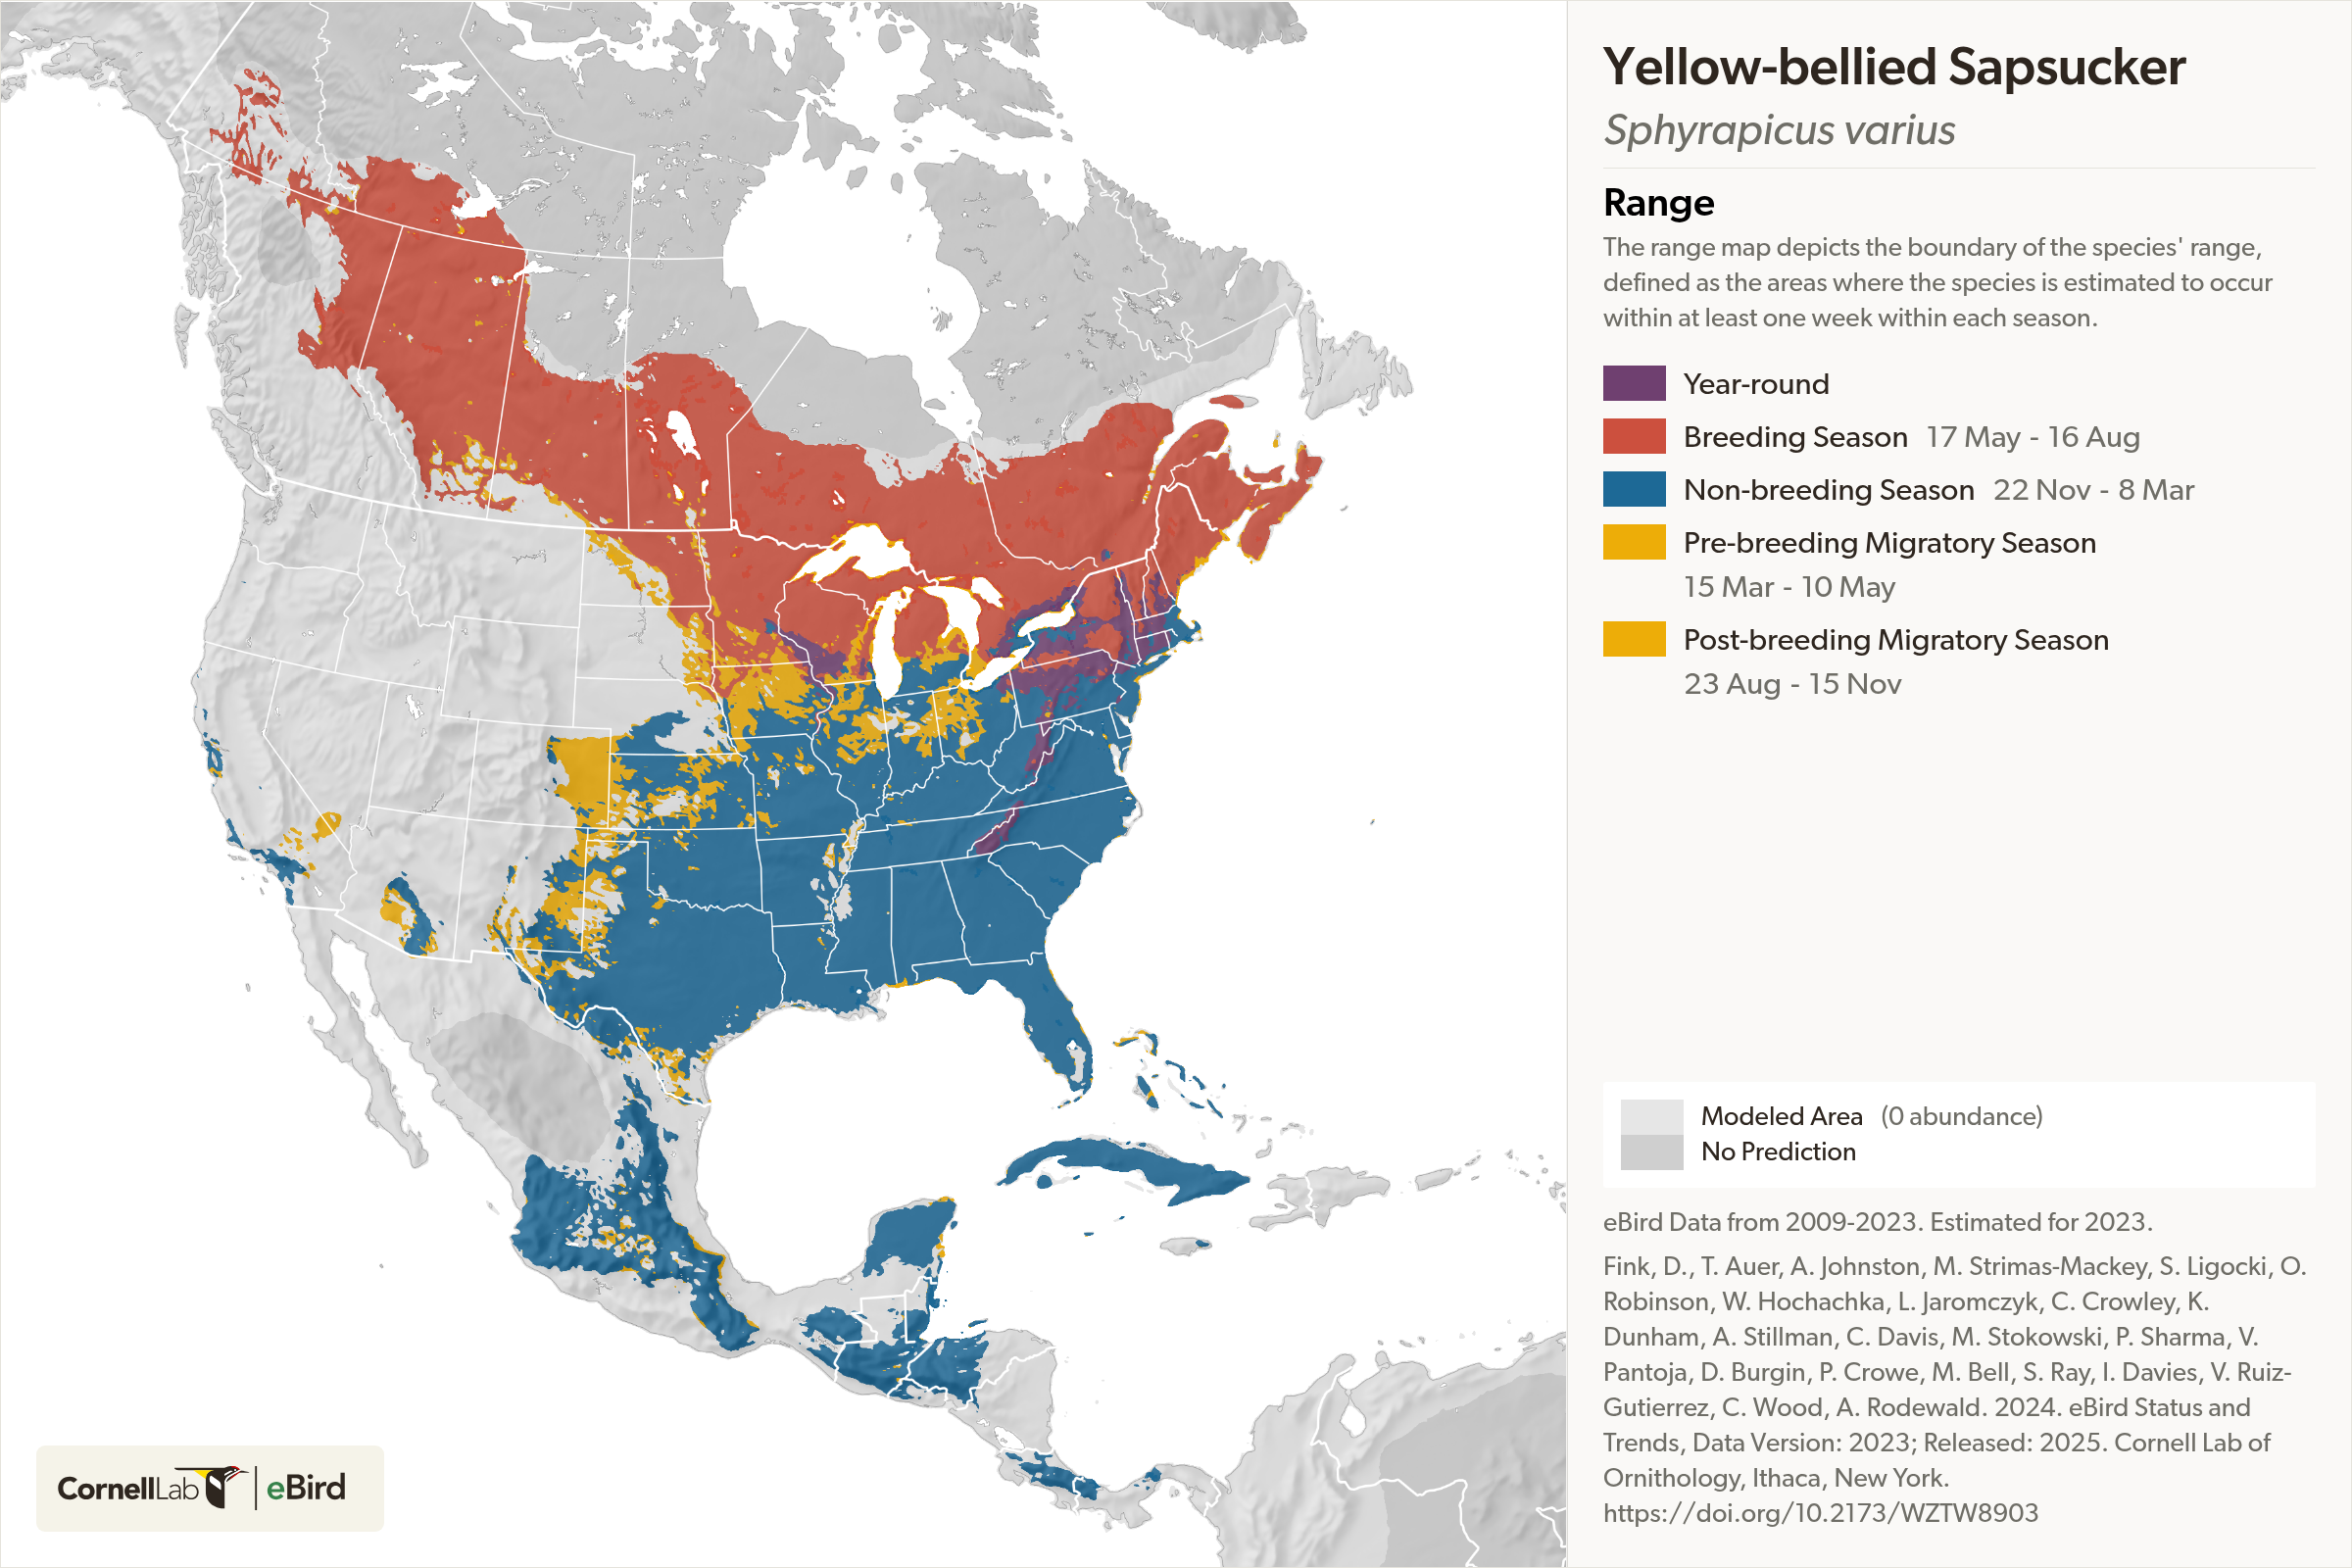 Yellow-bellied Sapsucker
Sphyrapicus varius
Range
The range map depicts the boundary of the species' range,
defined as the areas where the species is estimated to occur
within at least one week within each season.
Year-round
Breeding Season 17 May - 16 Aug
Non-breeding Season 22 Nov - 8 Mar
Pre-breeding Migratory Season
15 Mar - 10 May
Post-breeding Migratory Season
23 Aug - 15 Nov
Modeled Area (0 abundance)
No Prediction
eBird Data from 2009-2023. Estimated for 2023.
Fink, D., T. Auer, A. Johnston, M. Strimas-Mackey, S. Ligocki, O.
Robinson, W. Hochachka, L. Jaromczyk, C. Crowley, K.
Dunham, A. Stillman, C. Davis, M. Stokowski, P. Sharma, V.
Pantoja, D. Burgin, P. Crowe, M. Bell, S. Ray, I. Davies, V. Ruiz-
Gutierrez, C. Wood, A. Rodewald. 2024. eBird Status and
Trends, Data Version: 2023; Released: 2025. Cornell Lab of
Ornithology, Ithaca, New York.
https://doi.org/10.2173/WZTW8903
CornellLab eBird